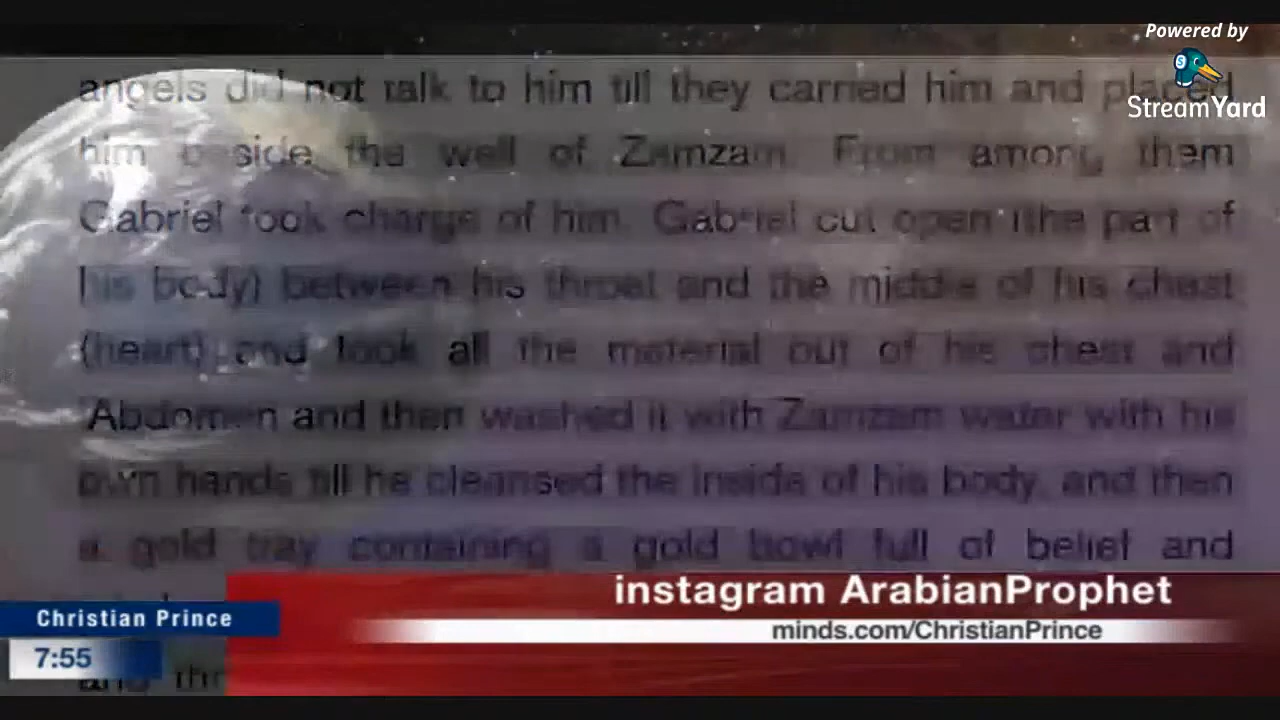 Powered by
StreamYard
angels did not talk to him till they carried him and placed
him beside the well of Zamzam. From among them
Gabriel took charge of him. Gabriel cut open (the part of
his body) between his throat and the middle of his chest
(heart) and took all the material out of his chest and
'Abdomen and then washed it with Zamzam water with his
own hands till he cleansed the inside of his body, and then
a gold tray containing a gold bowl full of belief and
instagram ArabianProphet
minds.com/ChristianPrince
Christian Prince
7:55
and